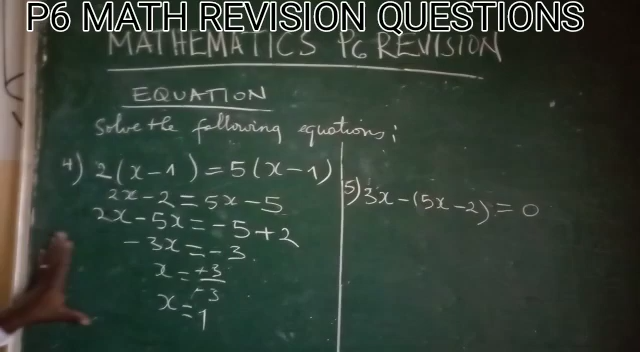 P6 MATH REVISION QUESTIONS
MATHEMATICS P6 REVISION
EQUATION
Solve the following equations;
4) 2(x-1)=5(x-1)
2x-2=5x-5
2x-5x=-5+2
-3x=-3
x=-3/-3
x=1
5) 3x-(5x-2)=0